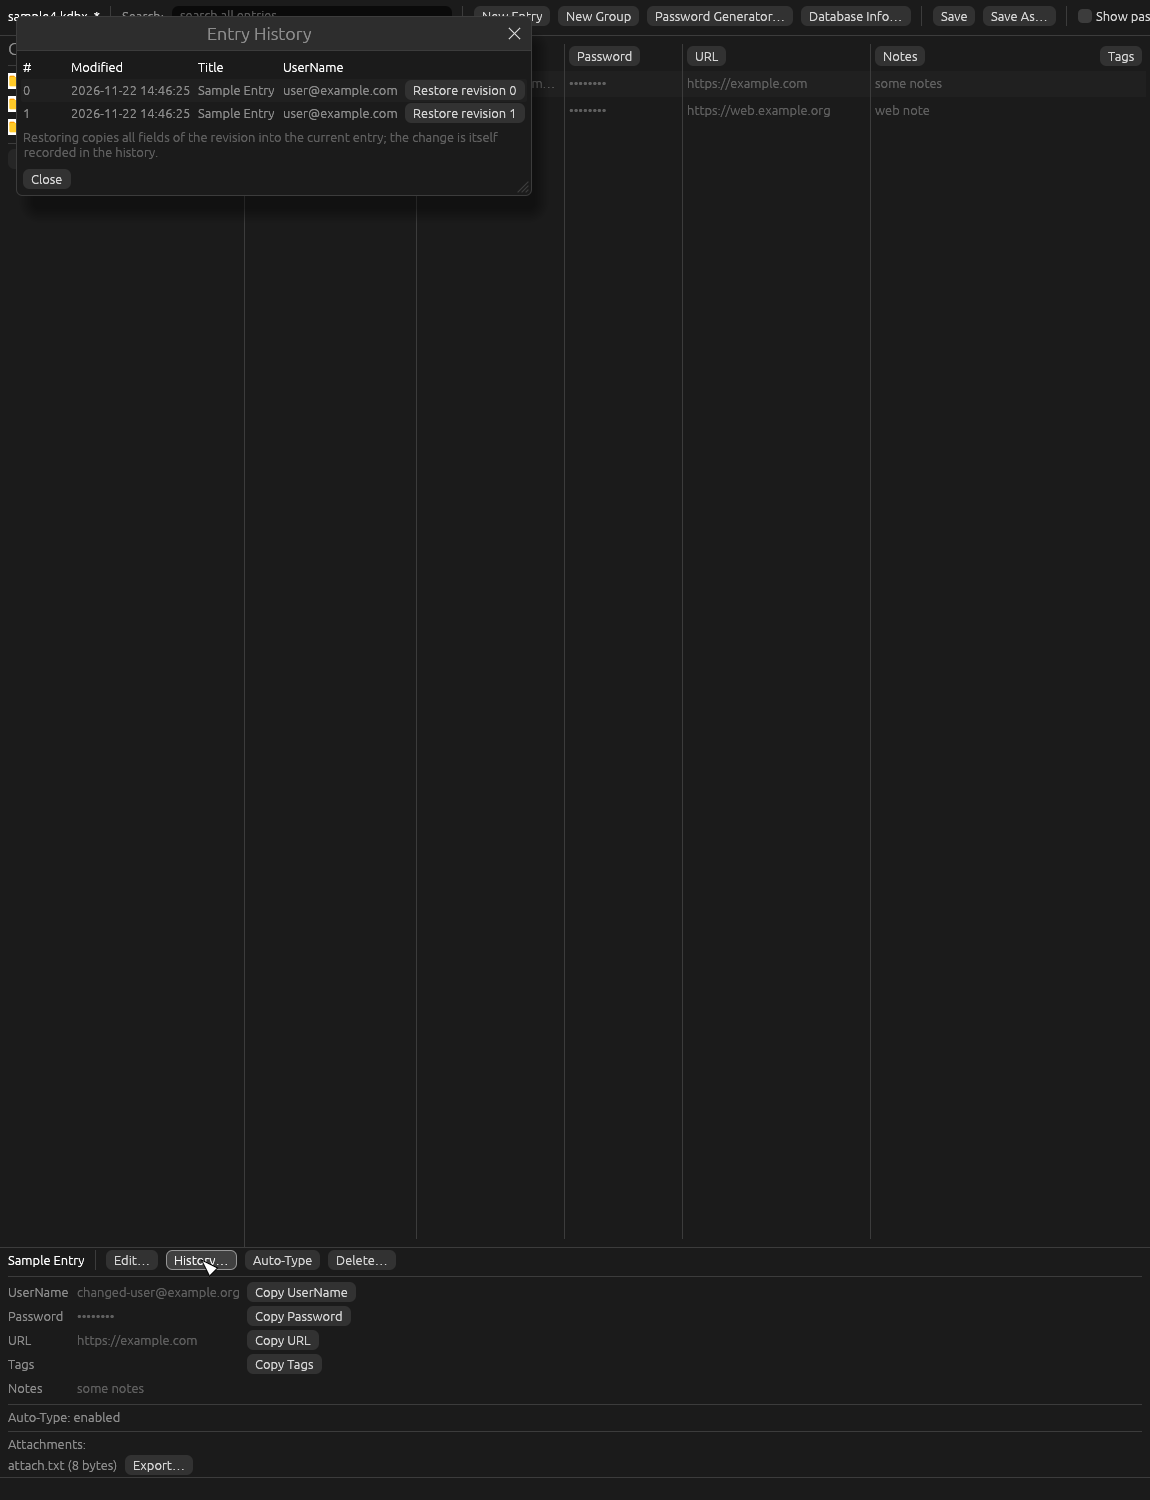 New Entry New Group Password Generator... Database Info... Save Save As... Show pas
Entry History
# Modified Title UserName
0 2026-11-22 14:46:25 Sample Entry user@example.com Restore revision 0
1 2026-11-22 14:46:25 Sample Entry user@example.com Restore revision 1
Restoring copies all fields of the revision into the current entry; the change is itself
recorded in the history.
Close
Password URL Notes Tags
m... •••••••• https://example.com some notes
•••••••• https://web.example.org web note
Sample Entry Edit... History... Auto-Type Delete...
UserName changed-user@example.org Copy UserName
Password •••••••• Copy Password
URL https://example.com Copy URL
Tags Copy Tags
Notes some notes
Auto-Type: enabled
Attachments:
attach.txt (8 bytes) Export...